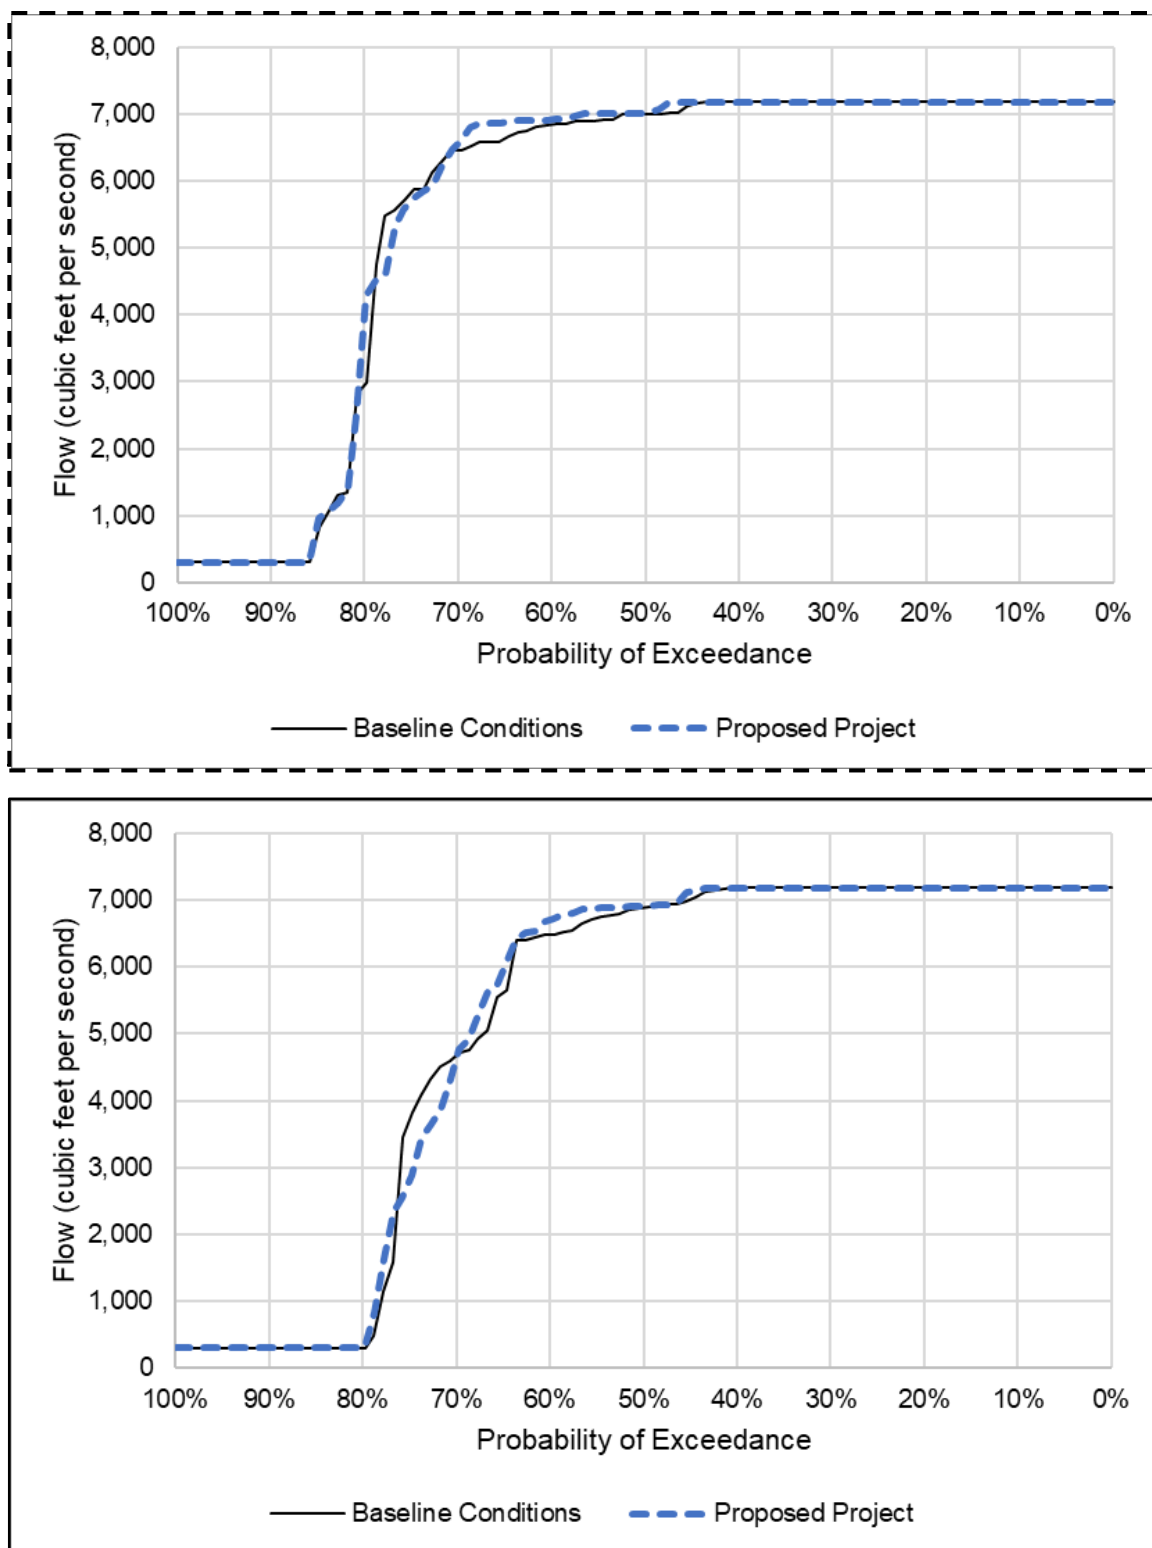 8,000
7,000
6,000
5,000
4,000
3,000
2,000
1,000
0
Flow (cubic feet per second)
100% 90% 80% 70% 60% 50% 40% 30% 20% 10% 0%
Probability of Exceedance
Baseline Conditions Proposed Project
8,000
7,000
6,000
5,000
4,000
3,000
2,000
1,000
0
Flow (cubic feet per second)
100% 90% 80% 70% 60% 50% 40% 30% 20% 10% 0%
Probability of Exceedance
Baseline Conditions Proposed Project